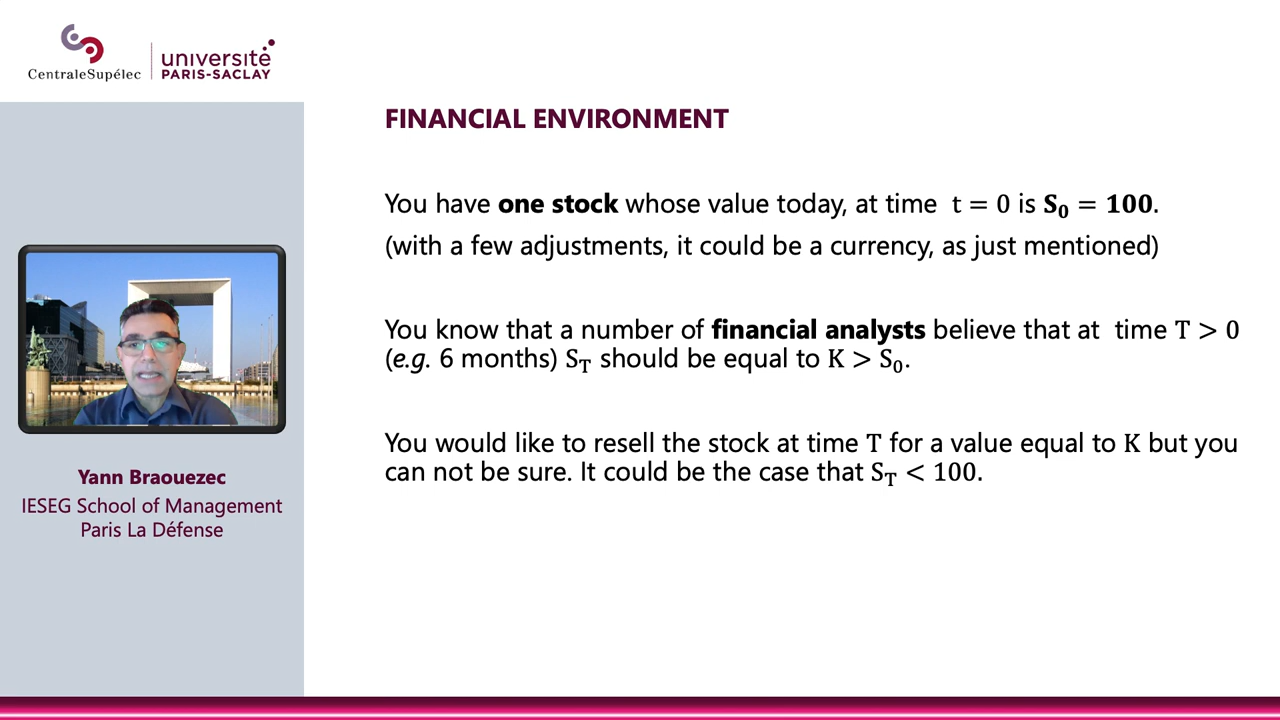 CentraleSupélec
université
PARIS-SACLAY
FINANCIAL ENVIRONMENT
You have one stock whose value today, at time t = 0 is S₀ = 100.
(with a few adjustments, it could be a currency, as just mentioned)
You know that a number of financial analysts believe that at time T > 0
(e.g. 6 months) S_T should be equal to K > S₀.
You would like to resell the stock at time T for a value equal to K but you
can not be sure. It could be the case that S_T < 100.
Yann Braouezec
IESEG School of Management
Paris La Défense